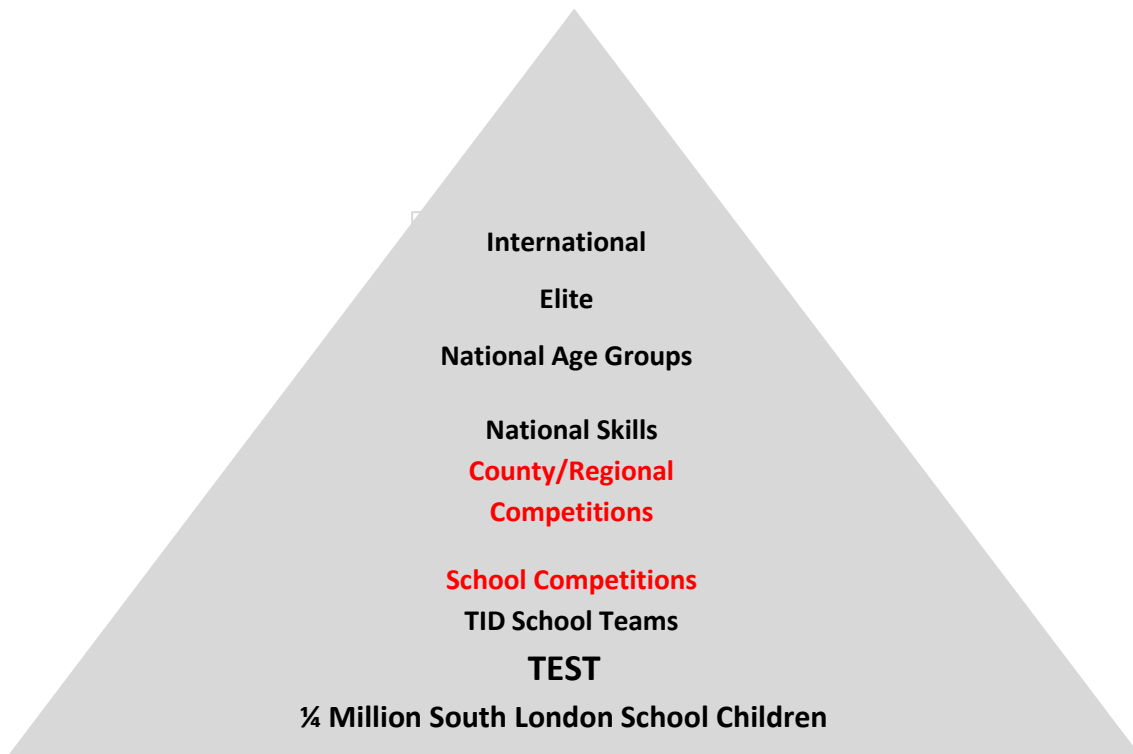 International
Elite
National Age Groups
National Skills
County/Regional
Competitions
School Competitions
TID School Teams
TEST
¼ Million South London School Children